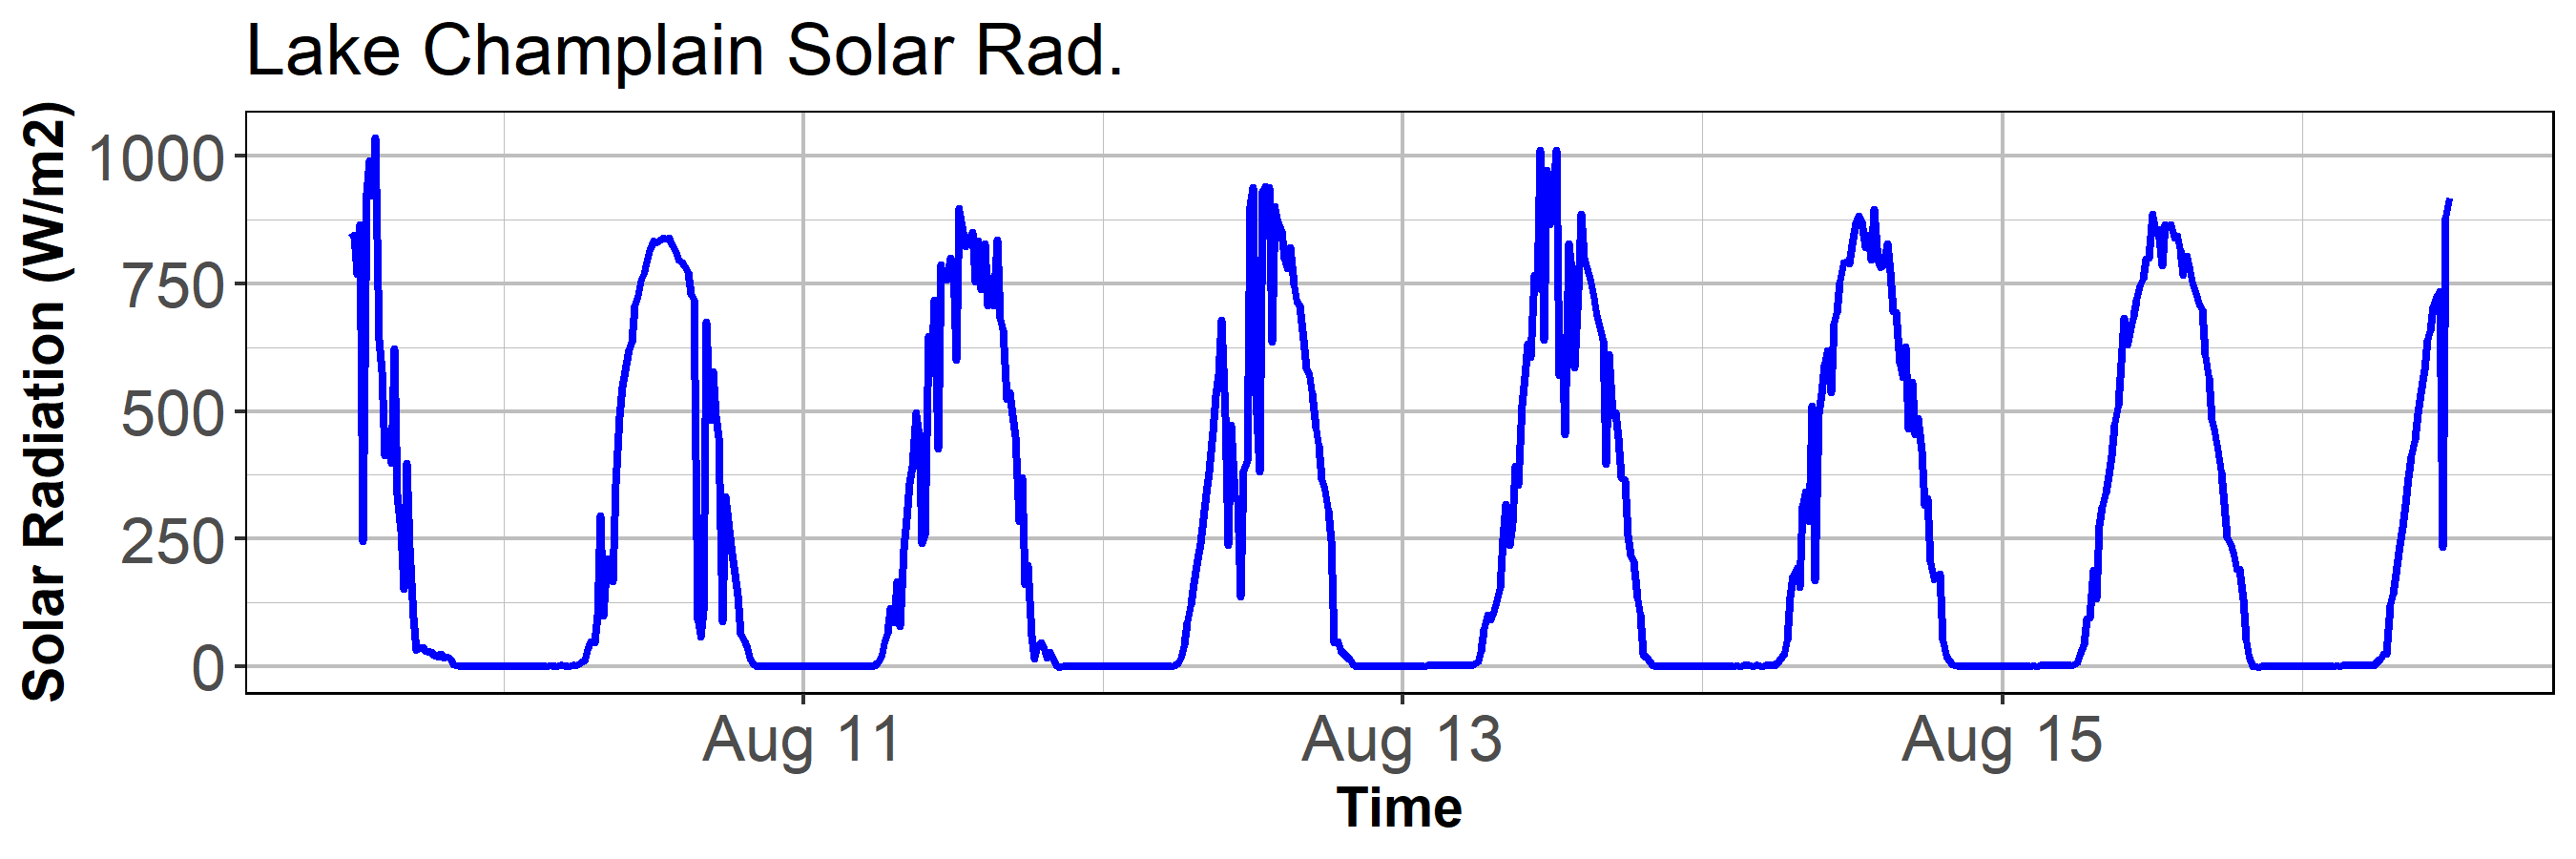 Lake Champlain Solar Rad.
Solar Radiation (W/m2)
1000
750
500
250
0
Aug 11
Aug 13
Aug 15
Time